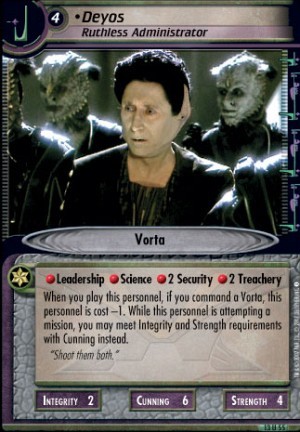 4 •Deyos
Ruthless Administrator
Vorta
Leadership Science 2 Security 2 Treachery
When you play this personnel, if you command a Vorta, this
personnel is cost –1. While this personnel is attempting a
mission, you may meet Integrity and Strength requirements
with Cunning instead.
"Shoot them both."
INTEGRITY 2 CUNNING 6 STRENGTH 4